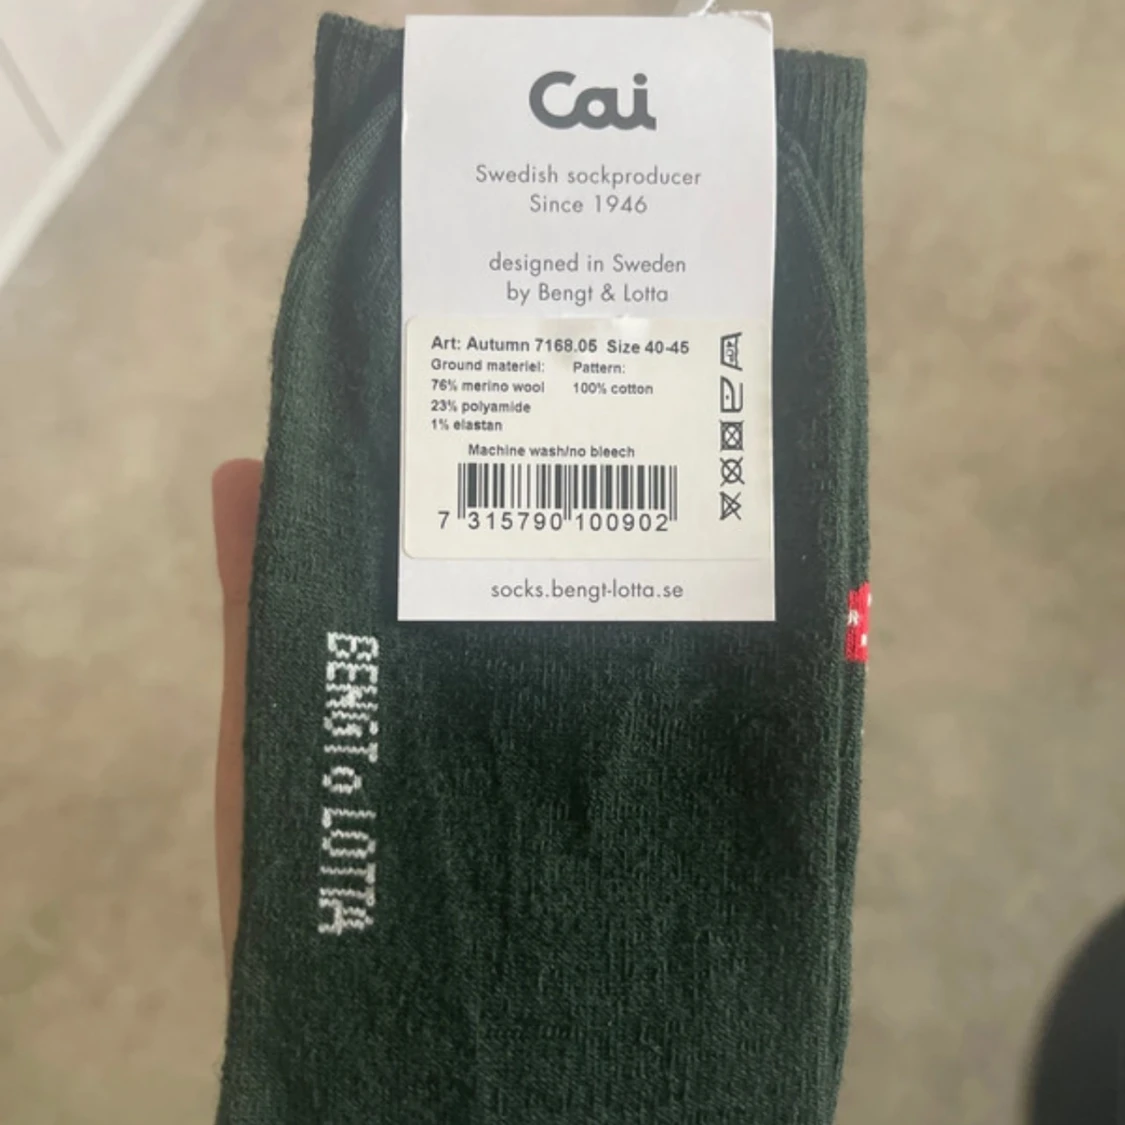 Cai
Swedish sockproducer
Since 1946
designed in Sweden
by Bengt & Lotta
Art: Autumn 7168.05 Size 40-45
Ground materiel: Pattern:
76% merino wool 100% cotton
23% polyamide
1% elastan
Machine wash/no bleech
7 315790 100902
socks.bengt-lotta.se
BENGT & LOTTA